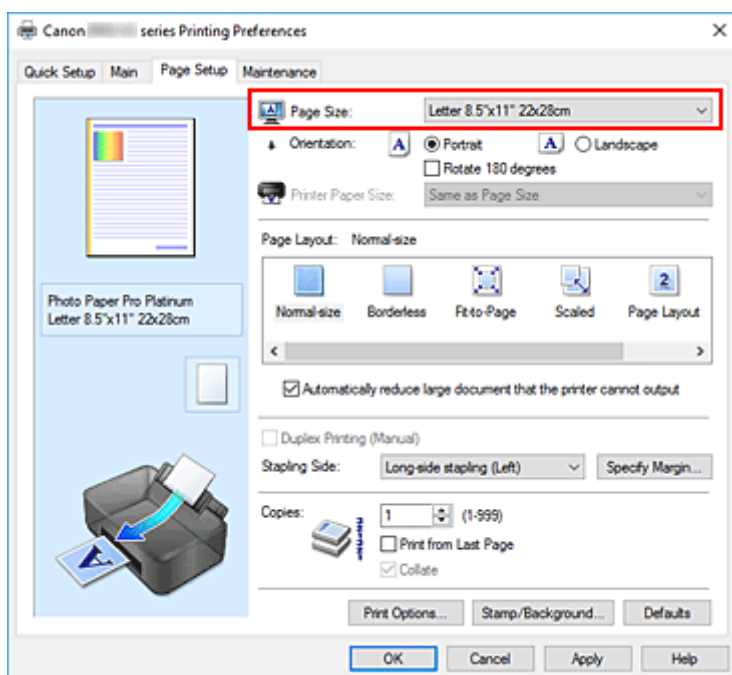 Canon series Printing Preferences
Quick Setup Main Page Setup Maintenance
Page Size: Letter 8.5"x11" 22x28cm
Orientation: A Portrait A Landscape
Rotate 180 degrees
Printer Paper Size: Same as Page Size
Page Layout: Normal-size
2
Normal-size Borderless Fit-to-Page Scaled Page Layout
Photo Paper Pro Platinum
Letter 8.5"x11" 22x28cm
Automatically reduce large document that the printer cannot output
Duplex Printing (Manual)
Stapling Side: Long-side stapling (Left) Specify Margin...
Copies: 1 (1-999)
Print from Last Page
Collate
A
Print Options... Stamp/Background... Defaults
OK Cancel Apply Help